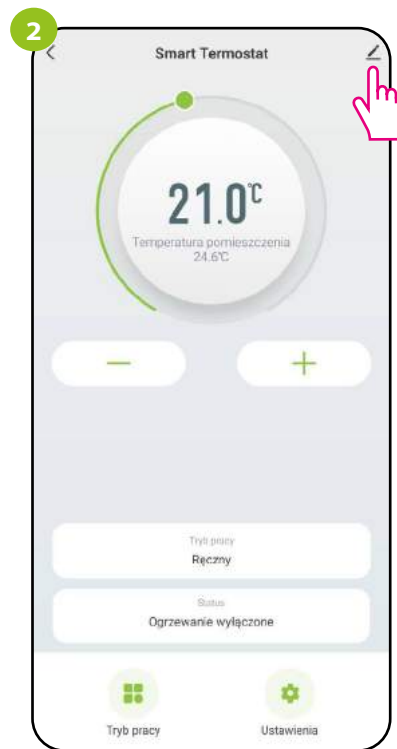 2
Smart Termostat
21.0°C
Temperatura pomieszczenia
24.6°C
Tryb pracy
Ręczny
Status
Ogrzewanie wyłączone
Tryb pracy
Ustawienia